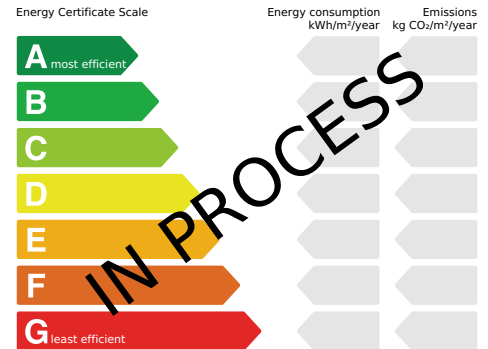 Energy Certificate Scale
Energy consumption
kWh/m²/year
Emissions
kg CO₂/m²/year
A most efficient
B
C
D
E
F
G least efficient
IN PROCESS